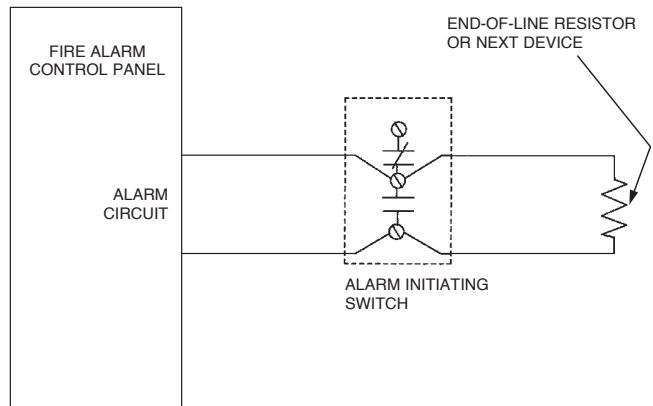 END-OF-LINE RESISTOR
OR NEXT DEVICE
FIRE ALARM
CONTROL PANEL
ALARM
CIRCUIT
ALARM INITIATING
SWITCH